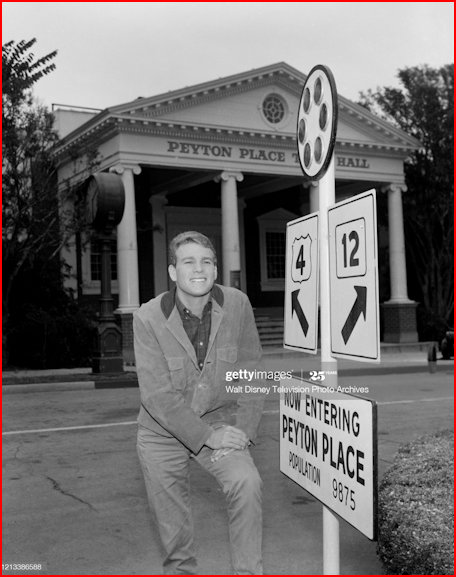 PEYTON PLACE T HALL
4
12
gettyimages 25 YEARS
Walt Disney Television Photo Archives
NOW ENTERING
PEYTON PLACE
POPULATION 9875
1213386588